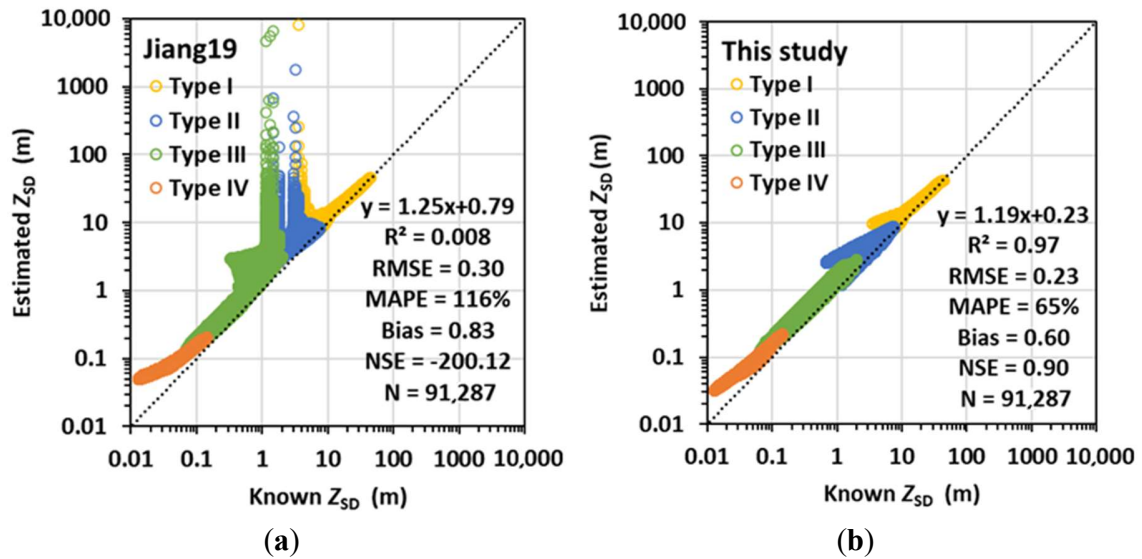 10,000
1000
100
10
1
0.1
0.01
Estimated Z_SD (m)
Jiang19
Type I
Type II
Type III
Type IV
y = 1.25x+0.79
R² = 0.008
RMSE = 0.30
MAPE = 116%
Bias = 0.83
NSE = -200.12
N = 91,287
0.01 0.1 1 10 100 1000 10,000
Known Z_SD (m)
(a)
10,000
1000
100
10
1
0.1
0.01
Estimated Z_SD (m)
This study
Type I
Type II
Type III
Type IV
y = 1.19x+0.23
R² = 0.97
RMSE = 0.23
MAPE = 65%
Bias = 0.60
NSE = 0.90
N = 91,287
0.01 0.1 1 10 100 1000 10,000
Known Z_SD (m)
(b)